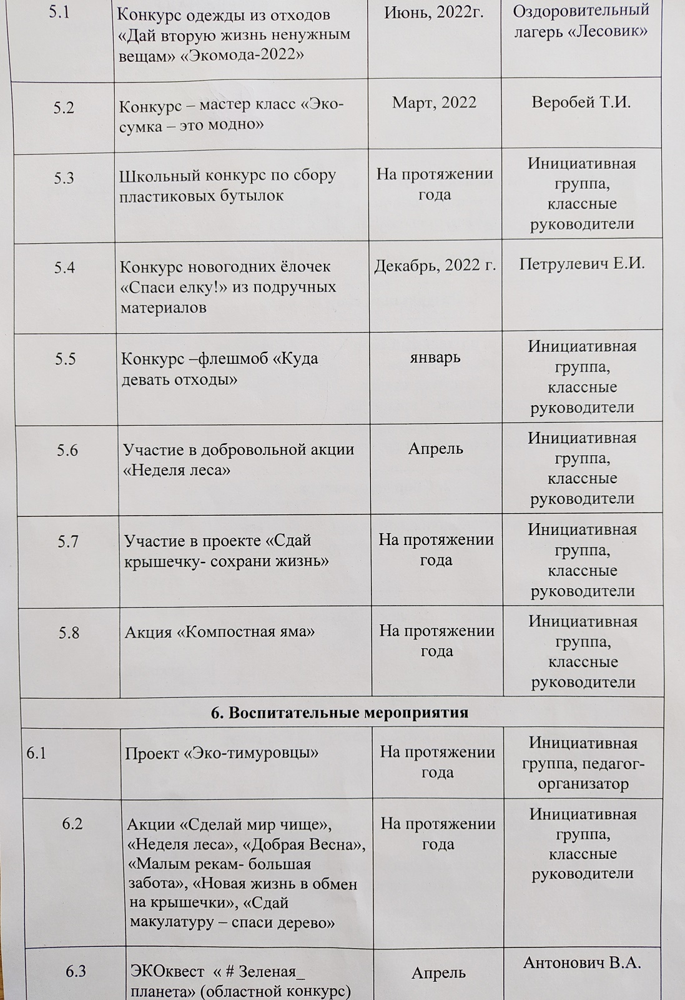 5.1
Конкурс одежды из отходов
«Дай вторую жизнь ненужным
вещам» «Экомода-2022»
Июнь, 2022г.
Оздоровительный
лагерь «Лесовик»
5.2
Конкурс – мастер класс «Эко-
сумка – это модно»
Март, 2022
Веробей Т.И.
5.3
Школьный конкурс по сбору
пластиковых бутылок
На протяжении
года
Инициативная
группа,
классные
руководители
5.4
Конкурс новогодних ёлочек
«Спаси елку!» из подручных
материалов
Декабрь, 2022 г.
Петрулевич Е.И.
5.5
Конкурс –флешмоб «Куда
девать отходы»
январь
Инициативная
группа,
классные
руководители
5.6
Участие в добровольной акции
«Неделя леса»
Апрель
Инициативная
группа,
классные
руководители
5.7
Участие в проекте «Сдай
крышечку- сохрани жизнь»
На протяжении
года
Инициативная
группа,
классные
руководители
5.8
Акция «Компостная яма»
На протяжении
года
Инициативная
группа,
классные
руководители
6. Воспитательные мероприятия
6.1
Проект «Эко-тимуровцы»
На протяжении
года
Инициативная
группа, педагог-
организатор
6.2
Акции «Сделай мир чище»,
«Неделя леса», «Добрая Весна»,
«Малым рекам- большая
забота», «Новая жизнь в обмен
на крышечки», «Сдай
макулатуру – спаси дерево»
На протяжении
года
Инициативная
группа,
классные
руководители
6.3
ЭКОквест « # Зеленая_
планета» (областной конкурс)
Апрель
Антонович В.А.